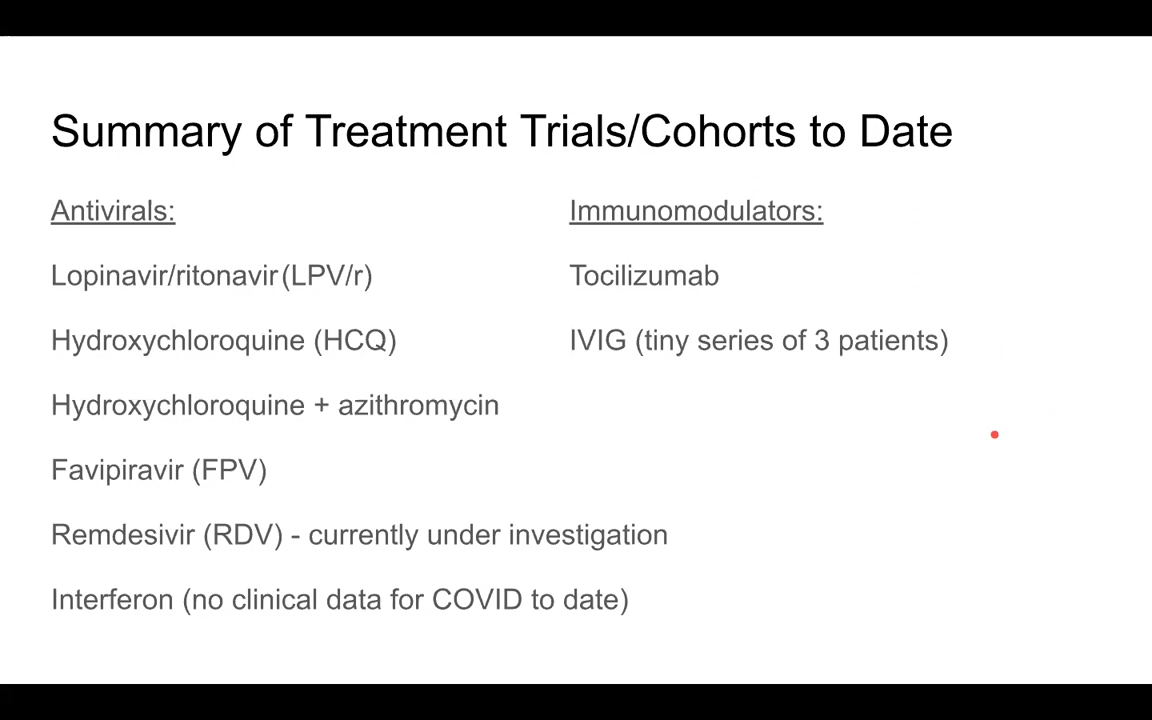 Summary of Treatment Trials/Cohorts to Date
Antivirals:
Lopinavir/ritonavir (LPV/r)
Hydroxychloroquine (HCQ)
Hydroxychloroquine + azithromycin
Favipiravir (FPV)
Remdesivir (RDV) - currently under investigation
Interferon (no clinical data for COVID to date)
Immunomodulators:
Tocilizumab
IVIG (tiny series of 3 patients)